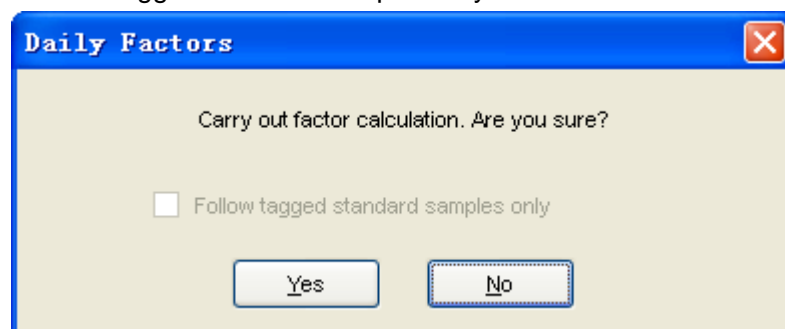 Daily Factors
Carry out factor calculation. Are you sure?
Follow tagged standard samples only
Yes
No